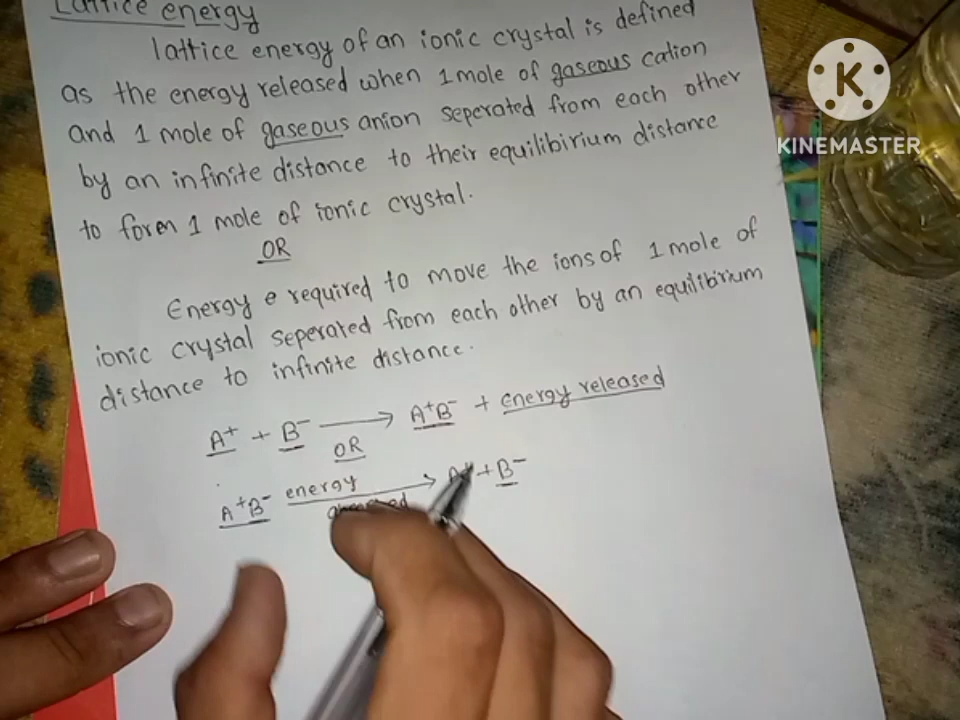 Lattice energy
lattice energy of an ionic crystal is defined
as the energy released when 1 mole of gaseous cation
and 1 mole of gaseous anion seperated from each other
by an infinite distance to their equilibirium distance
to form 1 mole of ionic crystal.
OR
Energy e required to move the ions of 1 mole of
ionic crystal seperated from each other by an equilibrium
distance to infinite distance.
A⁺ + B⁻ ⟶ A⁺B⁻ + energy released
OR
A⁺B⁻ energy ⟶ A⁺ + B⁻
K
KINEMASTER